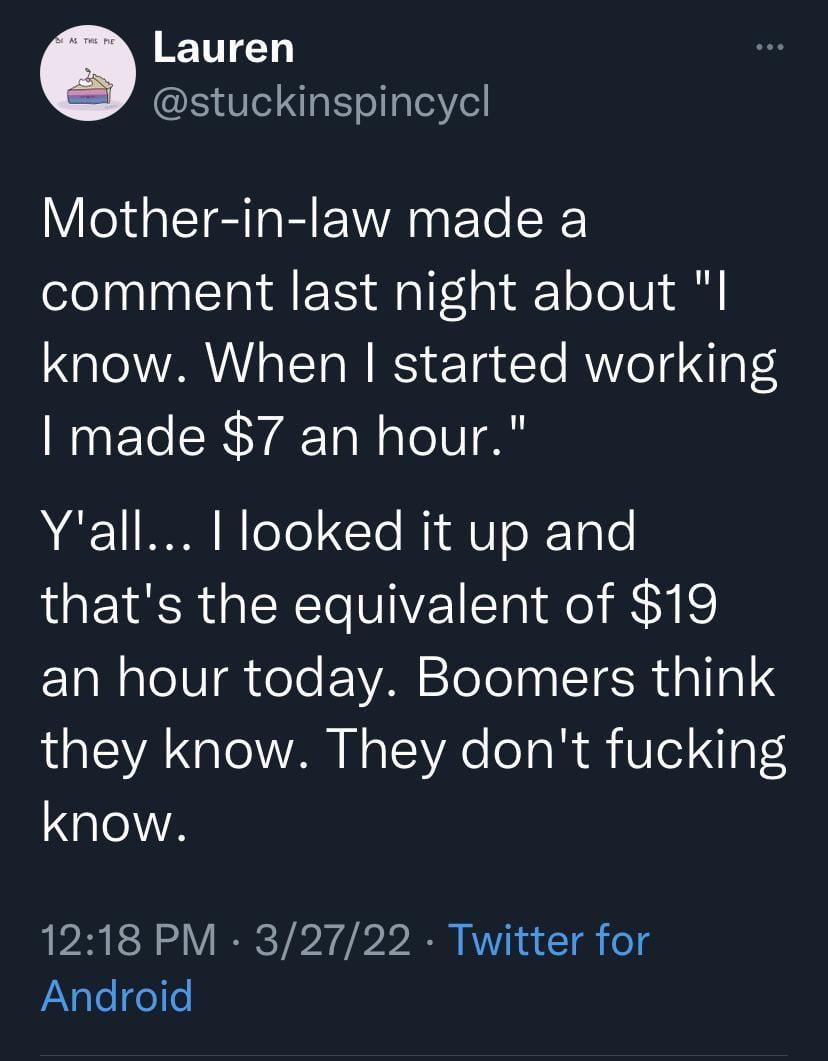 BI AS THIS PIE
Lauren
@stuckinspincycl
Mother-in-law made a
comment last night about "I
know. When I started working
I made $7 an hour."
Y'all... I looked it up and
that's the equivalent of $19
an hour today. Boomers think
they know. They don't fucking
know.
12:18 PM · 3/27/22 · Twitter for
Android